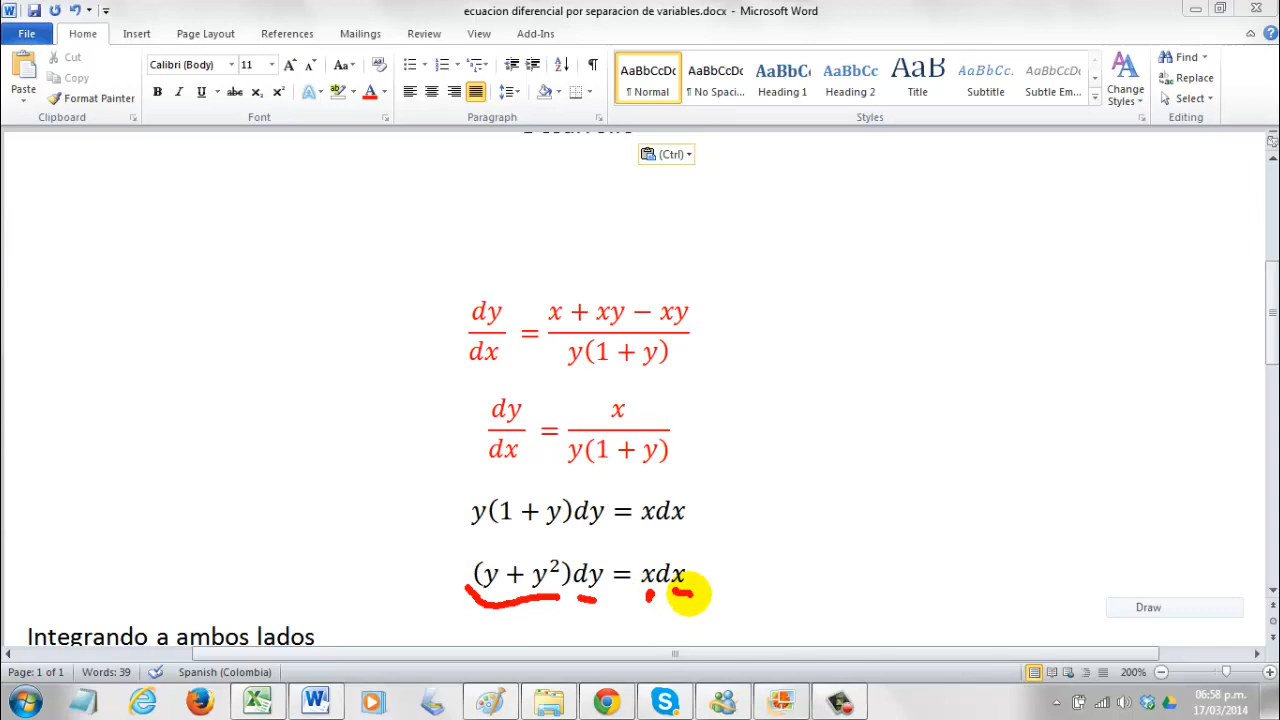 ecuacion diferencial por separacion de variables.docx - Microsoft Word
File Home Insert Page Layout References Mailings Review View Add-Ins
Cut
Copy
Format Painter
Paste
Clipboard
Calibri (Body) 11
Font
Paragraph
AaBbCcDc AaBbCcDc AaBbC AaBbCc AaB AaBbCc. AaBbCcDc
¶ Normal ¶ No Spaci... Heading 1 Heading 2 Title Subtitle Subtle Em...
Styles
Change Styles
Find
Replace
Select
Editing
(Ctrl)
dy/dx = (x + xy − xy)/(y(1 + y))
dy/dx = x/(y(1 + y))
y(1 + y)dy = xdx
(y + y²)dy = xdx
Draw
Integrando a ambos lados
Page: 1 of 1 Words: 39 Spanish (Colombia) 200%
06:58 p.m.
17/03/2014